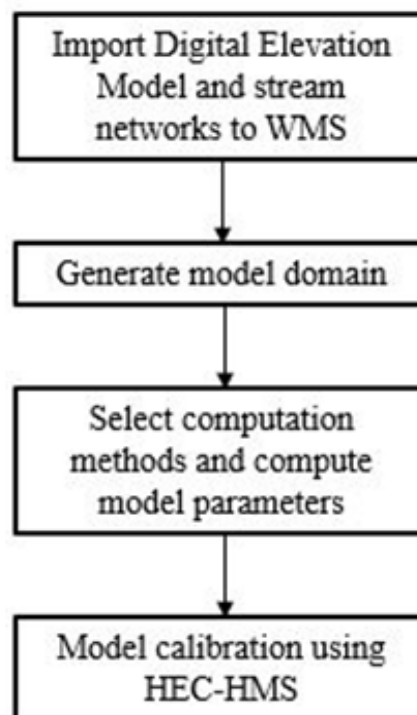 Import Digital Elevation
Model and stream
networks to WMS
Generate model domain
Select computation
methods and compute
model parameters
Model calibration using
HEC-HMS